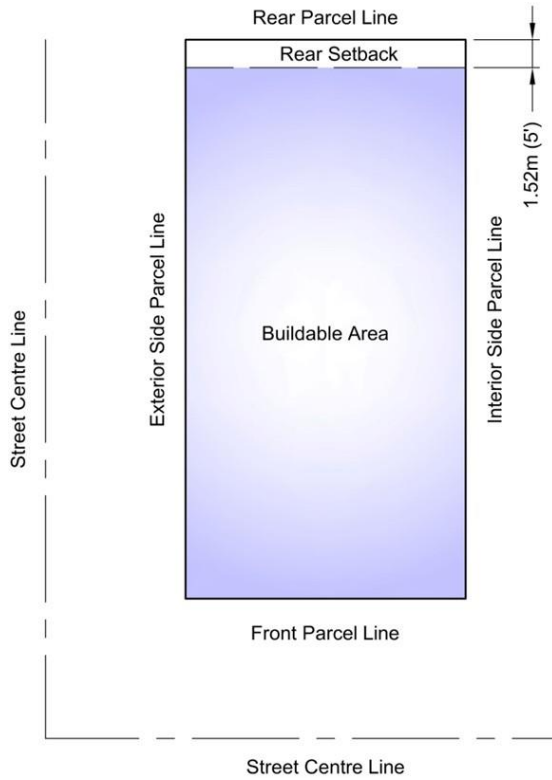 Rear Parcel Line
Rear Setback
1.52m (5')
Street Centre Line
Exterior Side Parcel Line
Buildable Area
Interior Side Parcel Line
Front Parcel Line
Street Centre Line